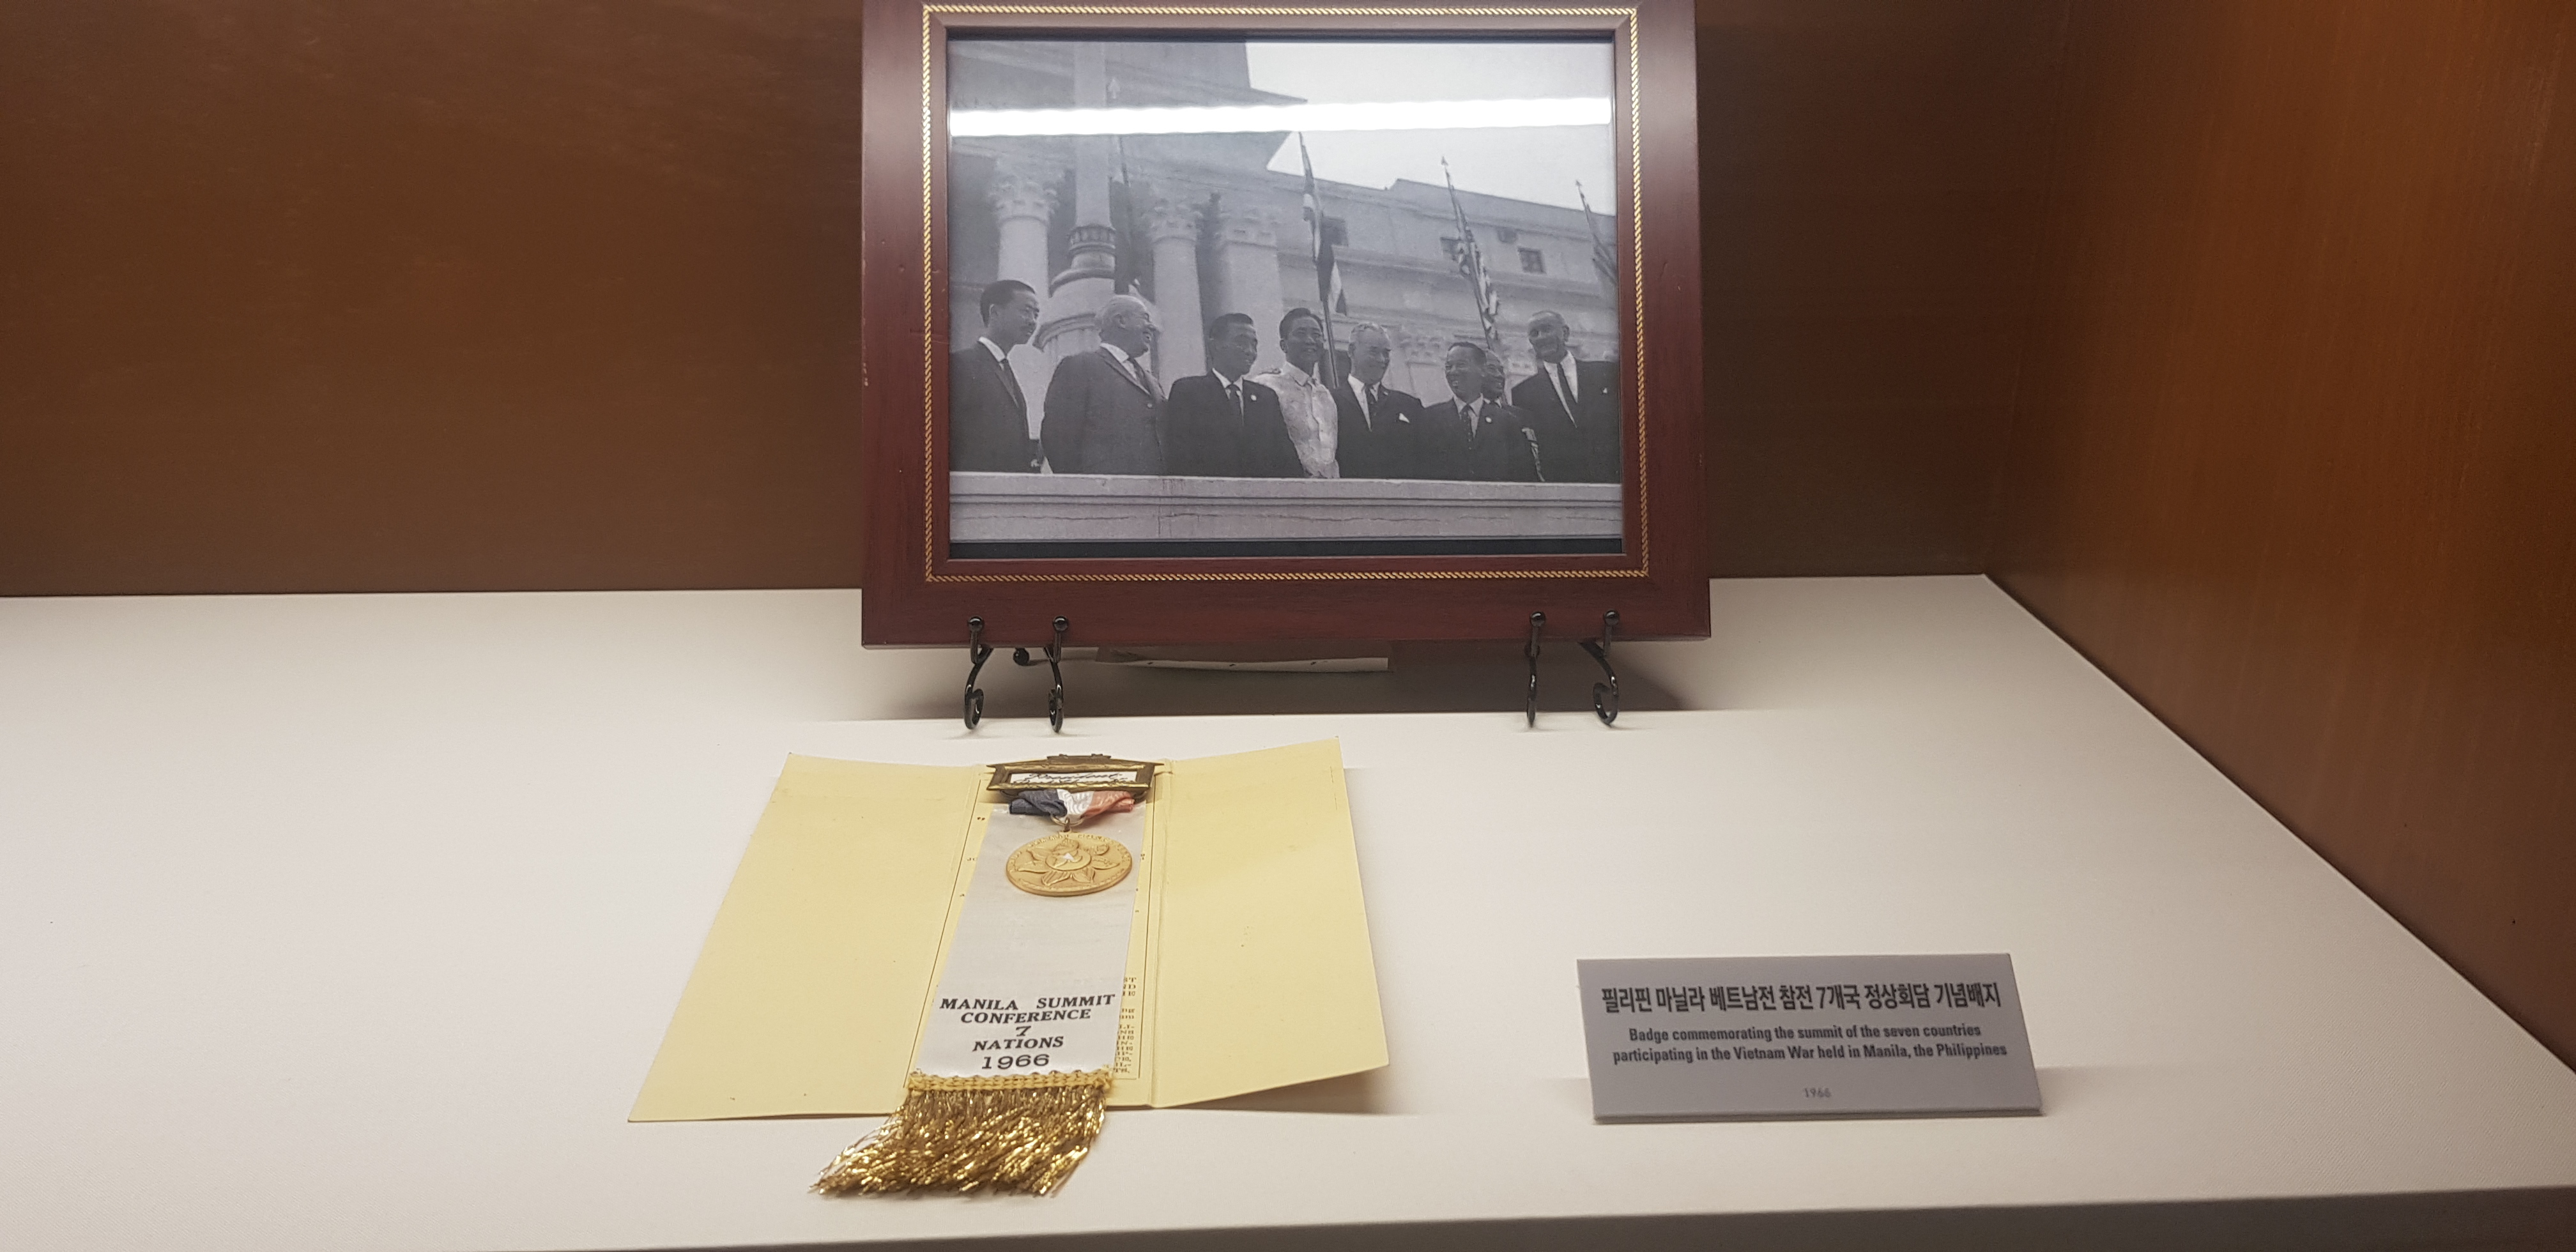 President
MANILA SUMMIT
CONFERENCE
7
NATIONS
1966
필리핀 마닐라 베트남전 참전 7개국 정상회담 기념배지
Badge commemorating the summit of the seven countries
participating in the Vietnam War held in Manila, the Philippines
1966